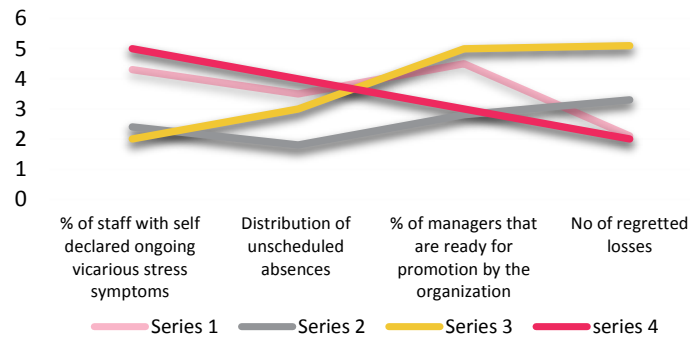 6
5
4
3
2
1
0
% of staff with self
declared ongoing
vicarious stress
symptoms
Distribution of
unscheduled
absences
% of managers that
are ready for
promotion by the
organization
No of regretted
losses
Series 1 Series 2 Series 3 series 4